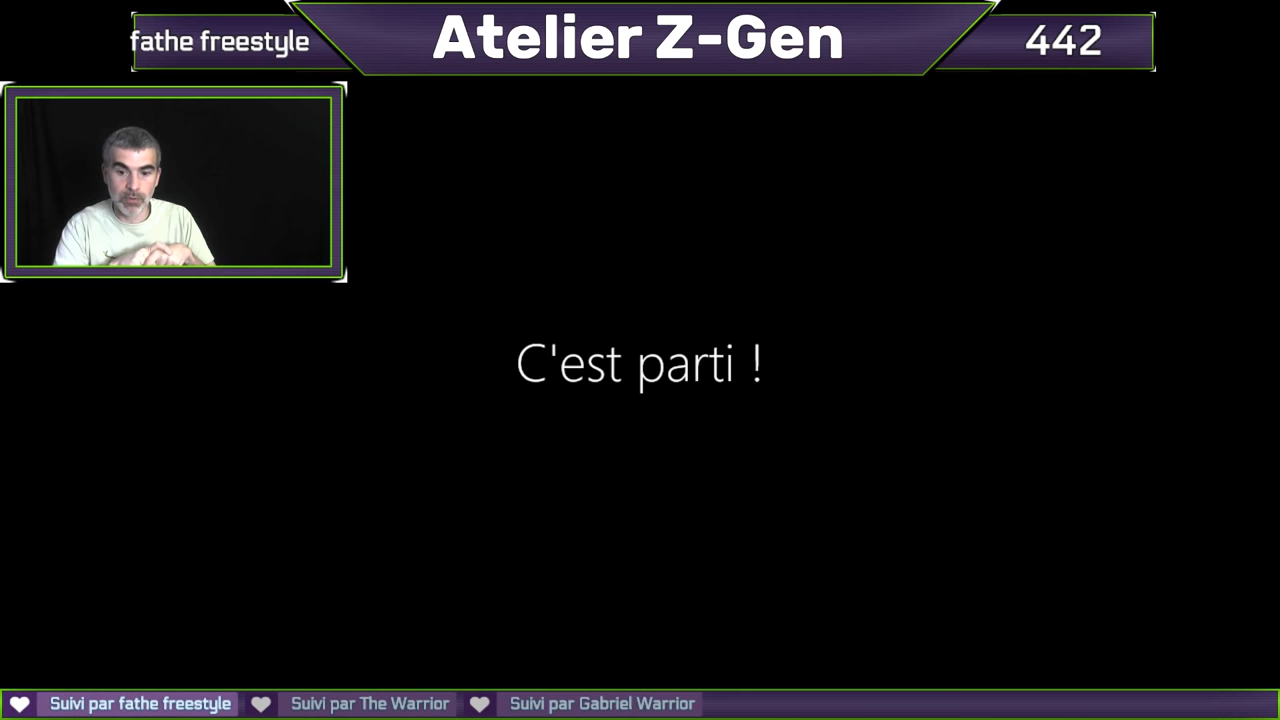 fathe freestyle
Atelier Z-Gen
442
C'est parti !
Suivi par fathe freestyle
Suivi par The Warrior
Suivi par Gabriel Warrior